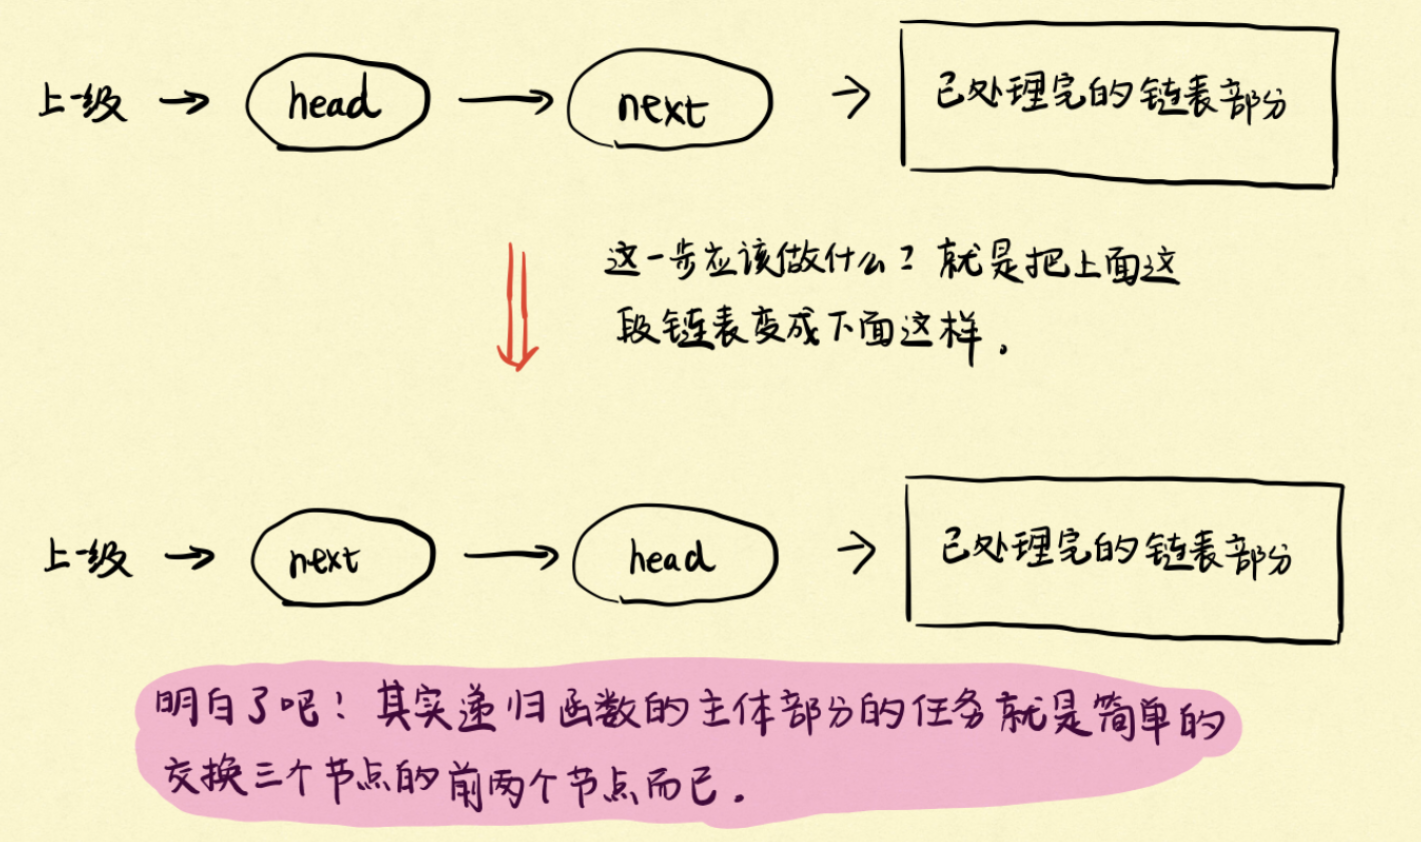 上一级 → head → next → 已处理完的链表部分
这一步应该做什么？就是把上面这
段链表变成下面这样.
上一级 → next → head → 已处理完的链表部分
明白了吧！其实递归函数的主体部分的任务就是简单的
交换三个节点的前两个节点而已.